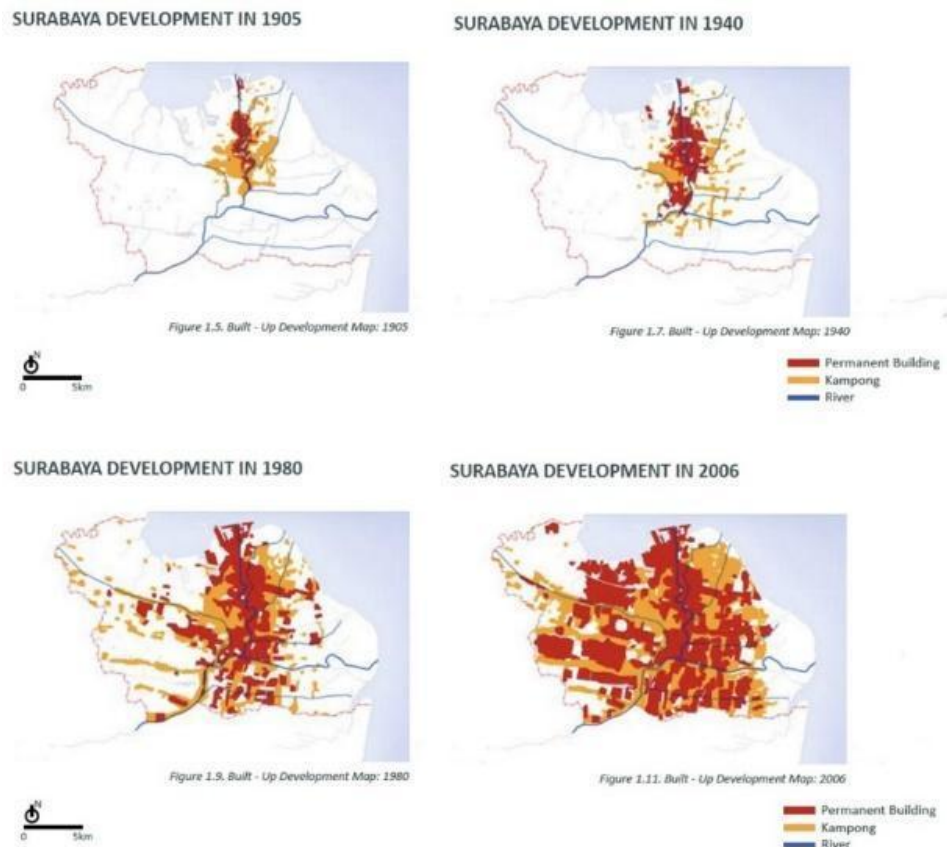 SURABAYA DEVELOPMENT IN 1905
SURABAYA DEVELOPMENT IN 1940
Figure 1.5. Built - Up Development Map: 1905
Figure 1.7. Built - Up Development Map: 1940
N
0 5km
Permanent Building
Kampong
River
SURABAYA DEVELOPMENT IN 1980
SURABAYA DEVELOPMENT IN 2006
Figure 1.9. Built - Up Development Map: 1980
Figure 1.11. Built - Up Development Map: 2006
N
0 5km
Permanent Building
Kampong
River